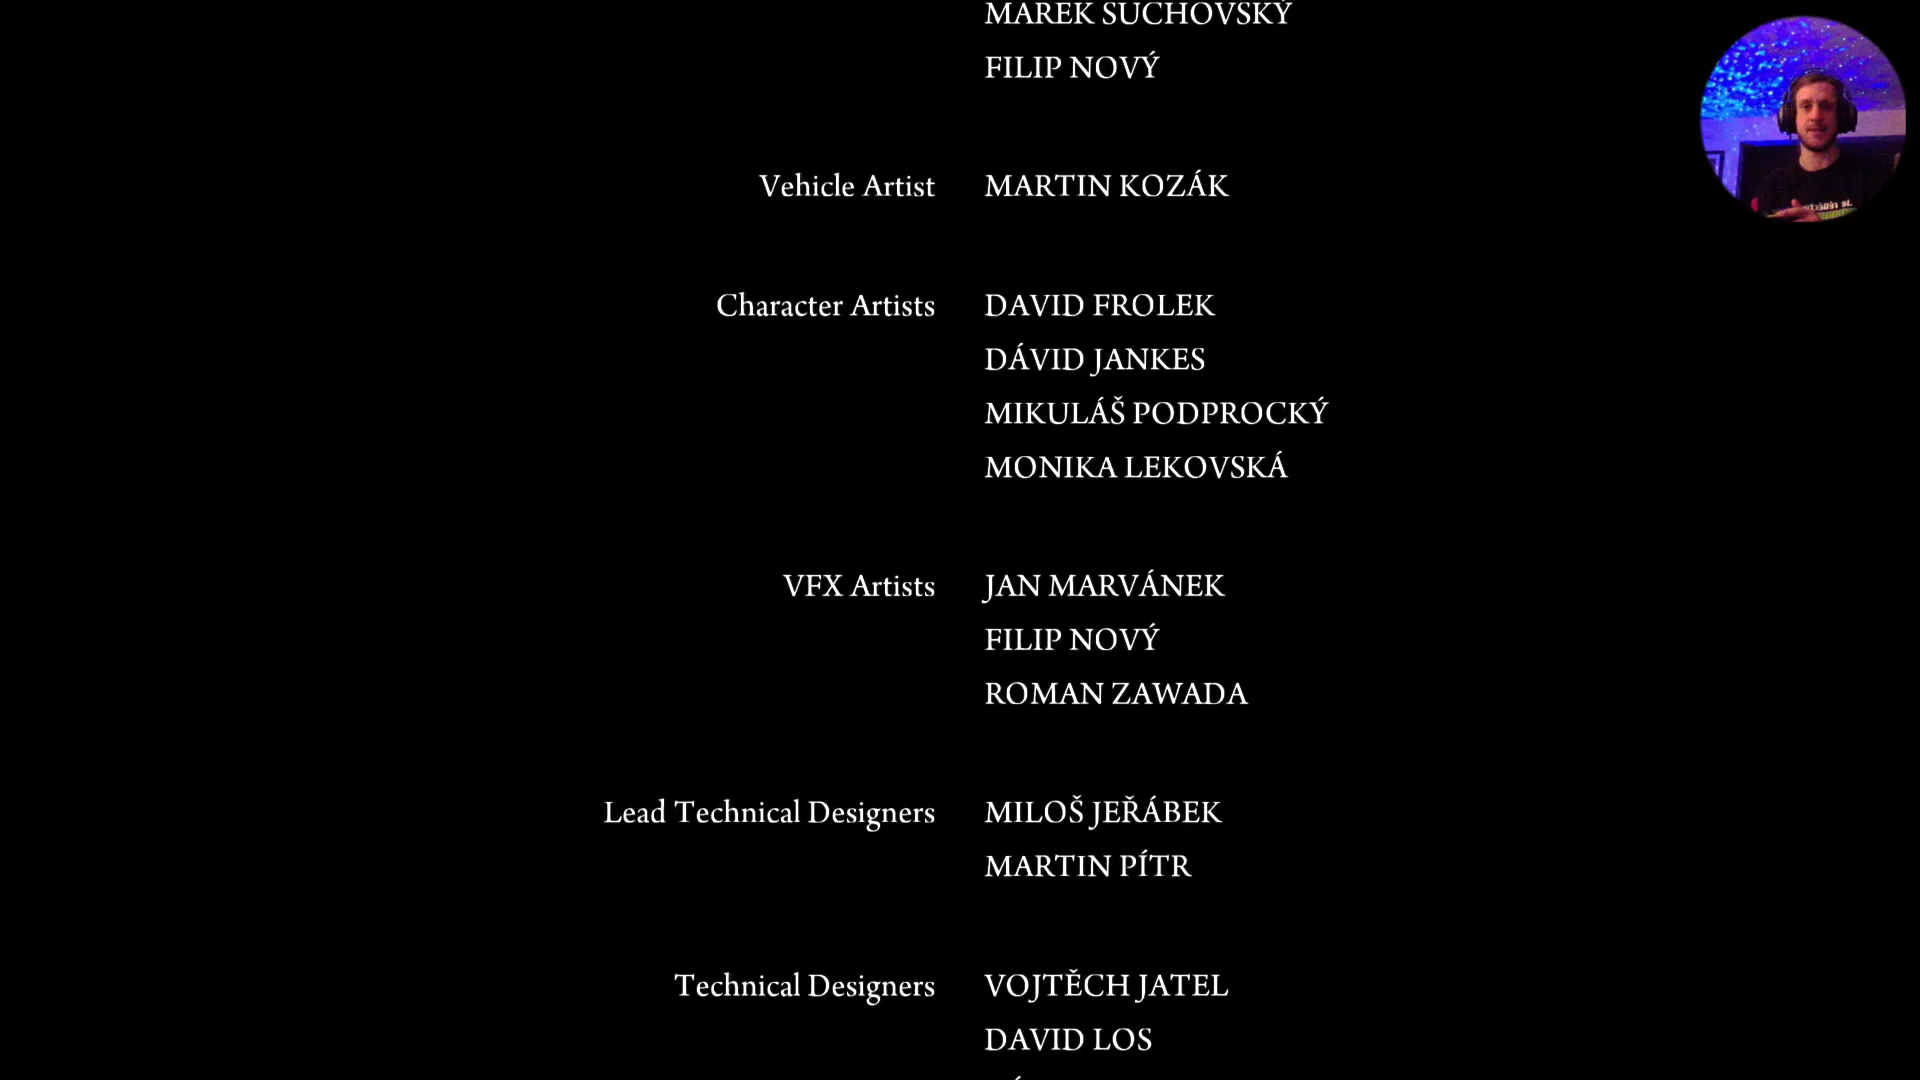 MAREK SUCHOVSKÝ
FILIP NOVÝ
Vehicle Artist MARTIN KOZÁK
Character Artists DAVID FROLEK
DÁVID JANKES
MIKULÁŠ PODPROCKÝ
MONIKA LEKOVSKÁ
VFX Artists JAN MARVÁNEK
FILIP NOVÝ
ROMAN ZAWADA
Lead Technical Designers MILOŠ JEŘÁBEK
MARTIN PÍTR
Technical Designers VOJTĚCH JATEL
DAVID LOS